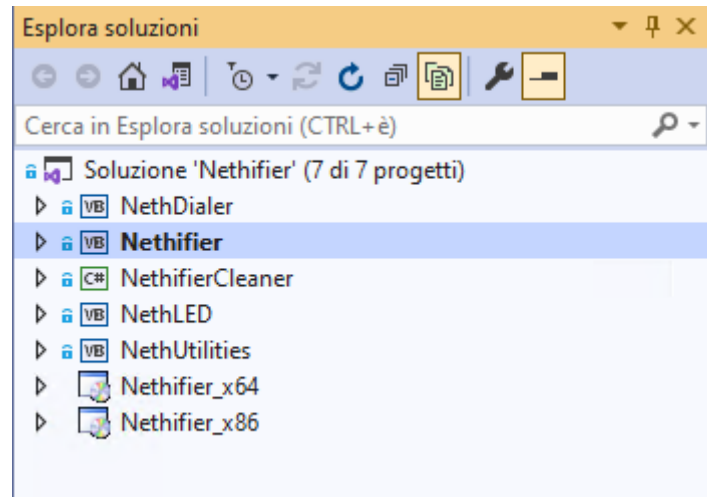 Esplora soluzioni
Cerca in Esplora soluzioni (CTRL+è)
Soluzione 'Nethifier' (7 di 7 progetti)
VB NethDialer
VB Nethifier
C# NethifierCleaner
VB NethLED
VB NethUtilities
Nethifier_x64
Nethifier_x86